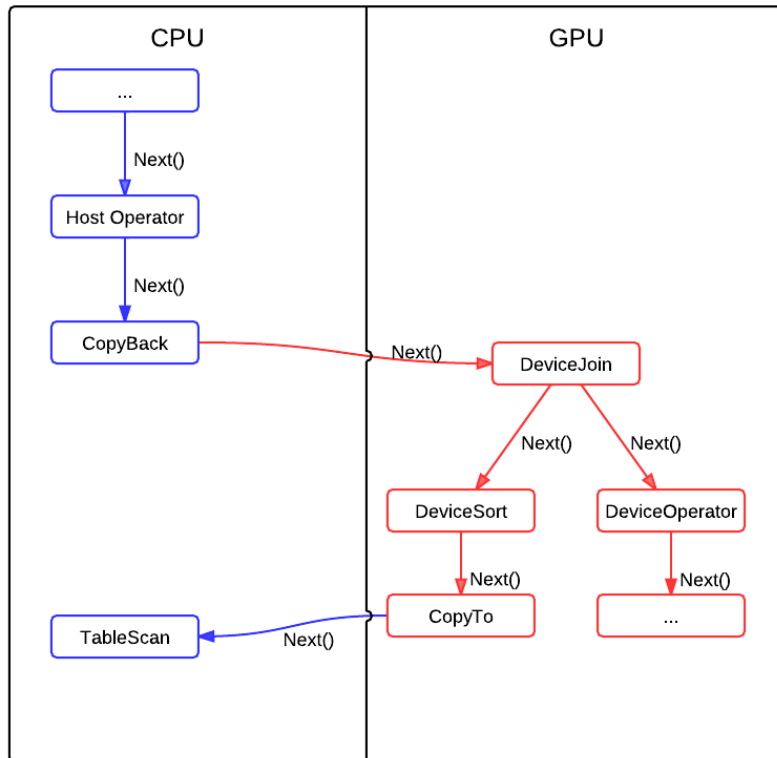 CPU
GPU
...
Next()
Host Operator
Next()
CopyBack
Next()
DeviceJoin
Next()
Next()
DeviceSort
DeviceOperator
Next()
Next()
CopyTo
...
TableScan
Next()